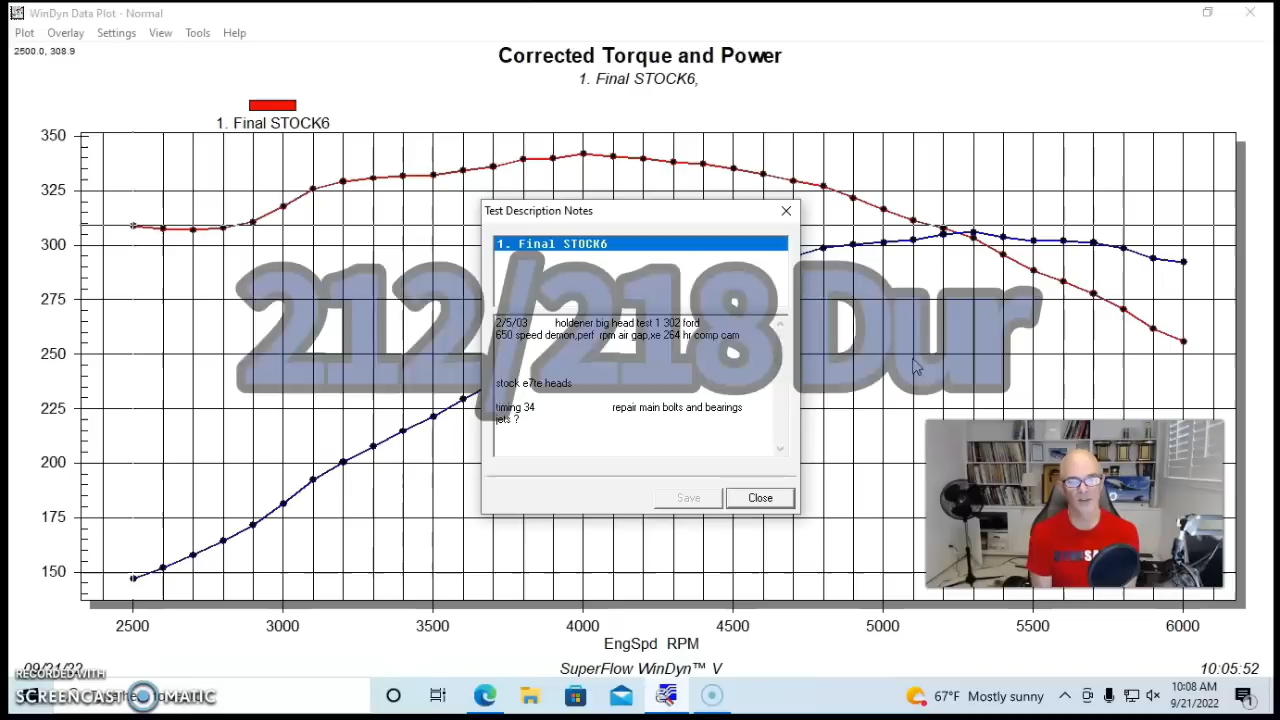 WinDyn Data Plot - Normal
Plot Overlay Settings View Tools Help
2500.0, 308.9
Corrected Torque and Power
1. Final STOCK6,
1. Final STOCK6
350
325
300
275
250
225
200
175
150
Test Description Notes
1. Final STOCK6
2/5/03 holdener big head test 1 302 ford
650 speed demon,perf rpm air gap,xe 264 hr comp cam
stock e7te heads
timing 34 repair main bolts and bearings
jets ?
Save Close
212/218 Dur
2500 3000 3500 4000 4500 5000 5500 6000
EngSpd RPM
09/21/22 SuperFlow WinDyn™ V 10:05:52
RECORDED WITH
SCREENCAST MATIC
67°F Mostly sunny
10:08 AM
9/21/2022
1